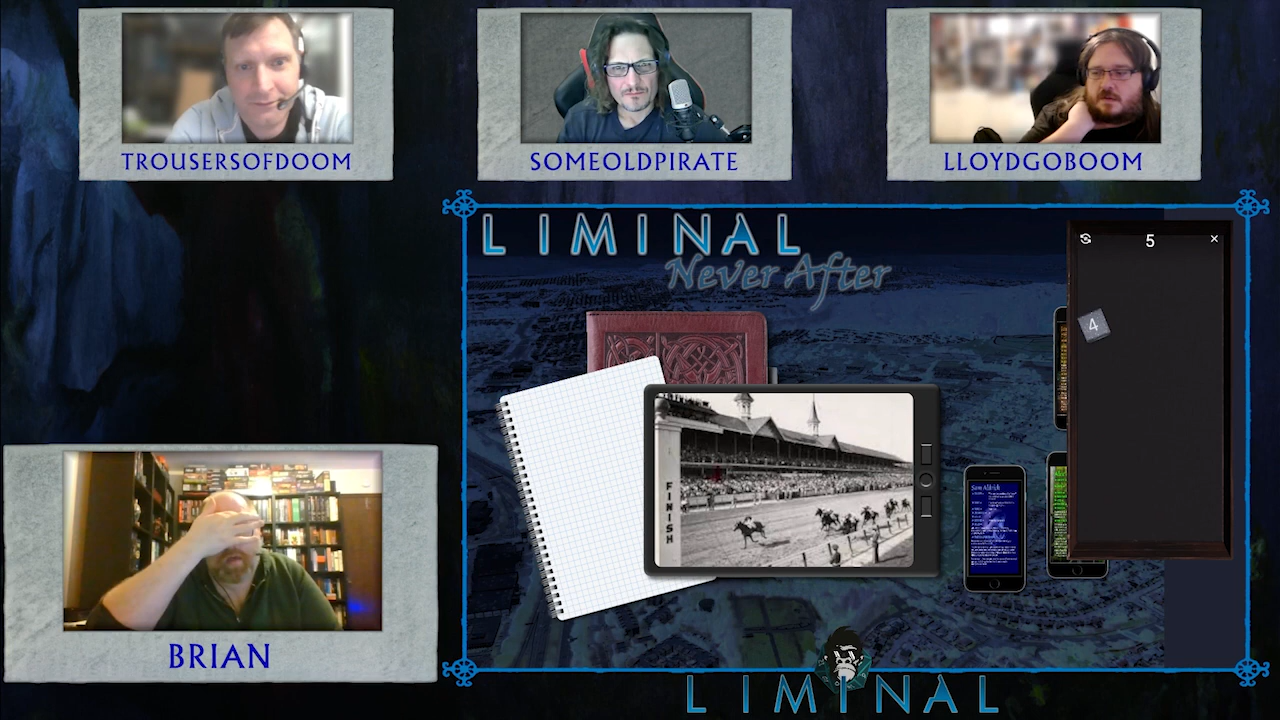 TROUSERSOFDOOM
SOMEOLDPIRATE
LLOYDGOBOOM
LIMINAL
Never After
5
4
FINISH
Sam Aldrich
BRIAN
LIMINAL